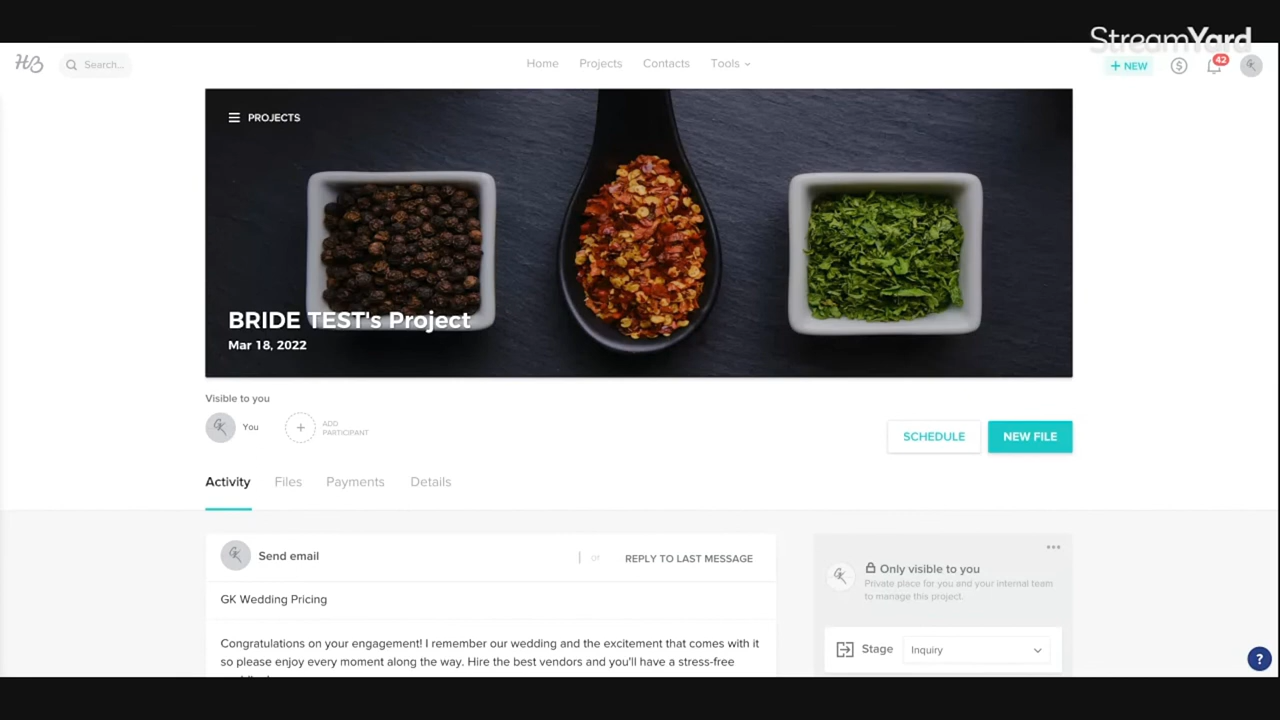 StreamYard
HB
Search...
Home
Projects
Contacts
Tools
+ NEW
$
42
PROJECTS
BRIDE TEST's Project
Mar 18, 2022
Visible to you
You
+
ADD
PARTICIPANT
SCHEDULE
NEW FILE
Activity
Files
Payments
Details
Send email
or
REPLY TO LAST MESSAGE
GK Wedding Pricing
Congratulations on your engagement! I remember our wedding and the excitement that comes with it
so please enjoy every moment along the way. Hire the best vendors and you'll have a stress-free
Only visible to you
Private place for you and your internal team
to manage this project.
Stage
Inquiry
?